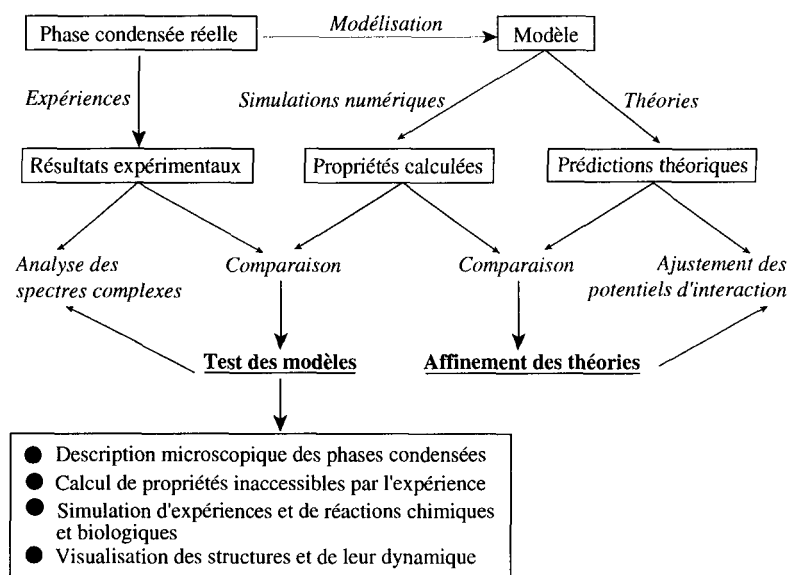 Phase condensée réelle
Modélisation
Modèle
Expériences
Simulations numériques
Théories
Résultats expérimentaux
Propriétés calculées
Prédictions théoriques
Analyse des
spectres complexes
Comparaison
Comparaison
Ajustement des
potentiels d'interaction
Test des modèles
Affinement des théories
● Description microscopique des phases condensées
● Calcul de propriétés inaccessibles par l'expérience
● Simulation d'expériences et de réactions chimiques
et biologiques
● Visualisation des structures et de leur dynamique